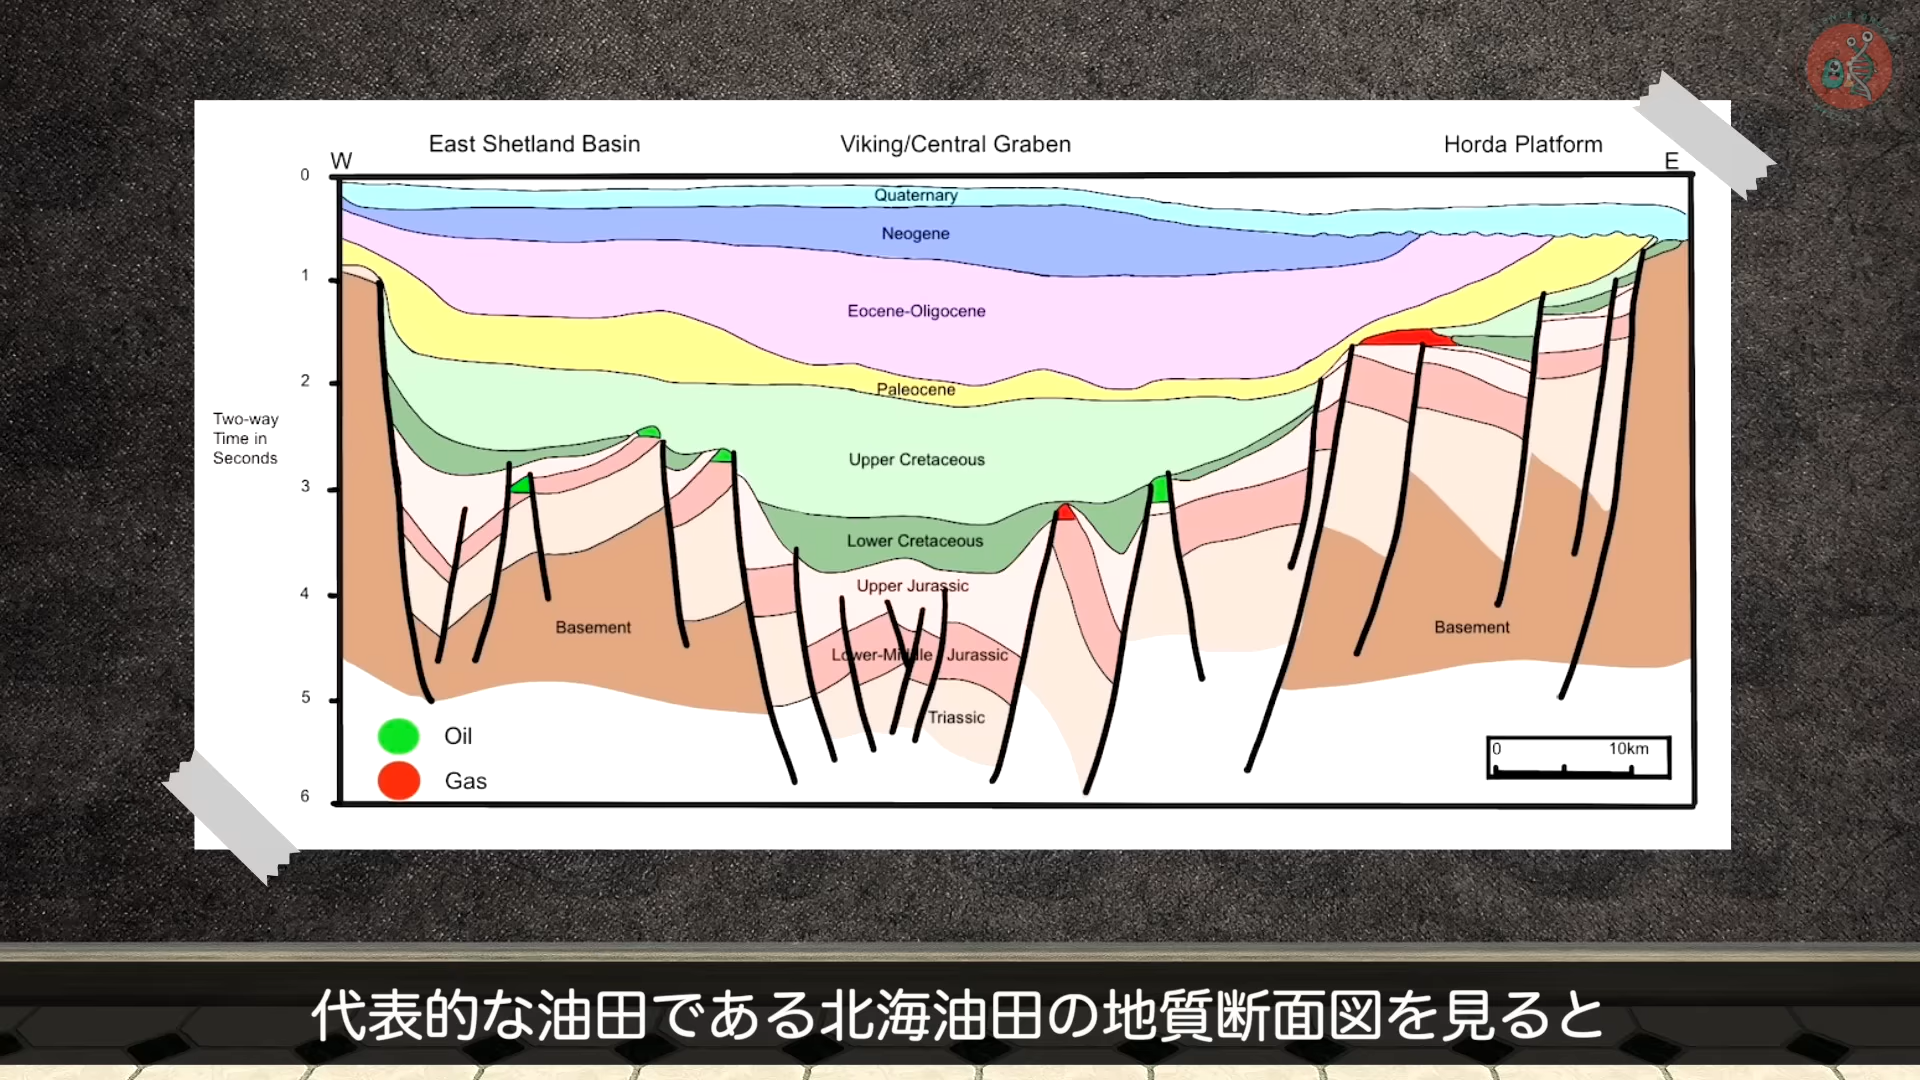 East Shetland Basin
Viking/Central Graben
Horda Platform
W
E
0
1
2
3
4
5
6
Two-way
Time in
Seconds
Quaternary
Neogene
Eocene-Oligocene
Paleocene
Upper Cretaceous
Lower Cretaceous
Upper Jurassic
Lower-Middle Jurassic
Triassic
Basement
Basement
Oil
Gas
0 10km
代表的な油田である北海油田の地質断面図を見ると